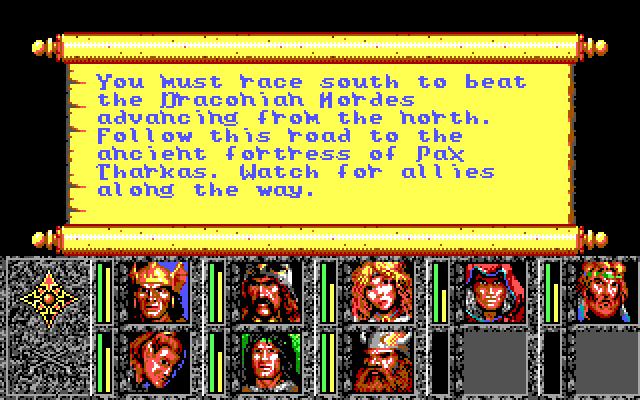 You must race south to beat
the Draconian Hordes
advancing from the north.
Follow this road to the
ancient fortress of Pax
Tharkas. Watch for allies
along the way.